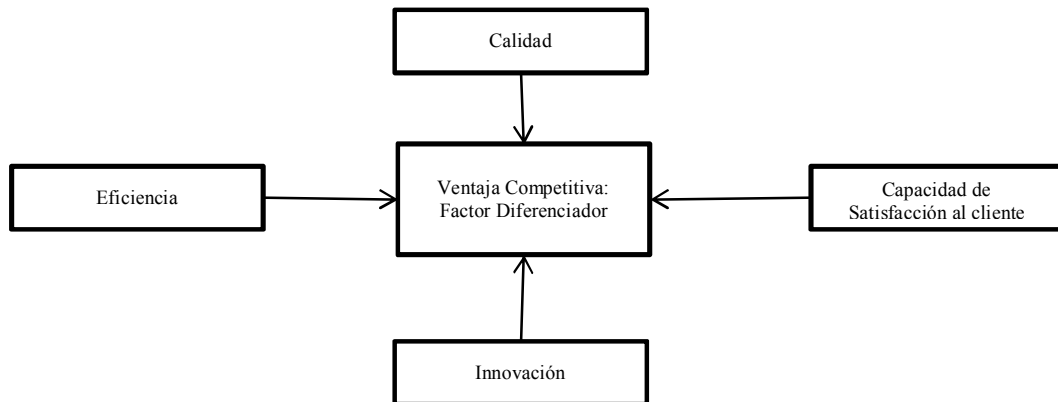 Calidad
Eficiencia
Ventaja Competitiva:
Factor Diferenciador
Capacidad de
Satisfacción al cliente
Innovación